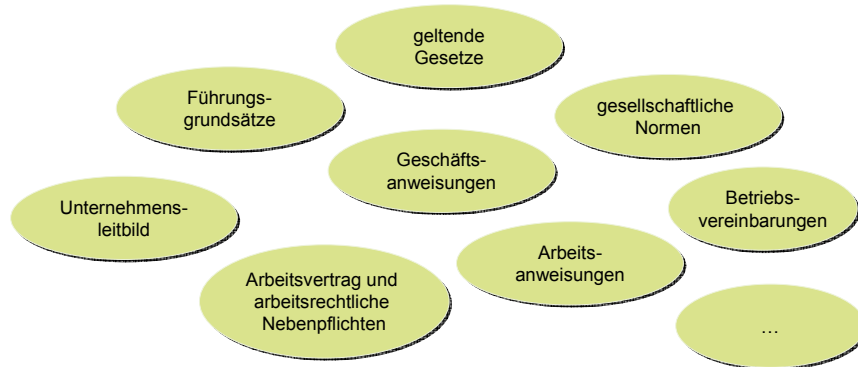 geltende
Gesetze
Führungs-
grundsätze
gesellschaftliche
Normen
Geschäfts-
anweisungen
Unternehmens-
leitbild
Betriebs-
vereinbarungen
Arbeits-
anweisungen
Arbeitsvertrag und
arbeitsrechtliche
Nebenpflichten
…